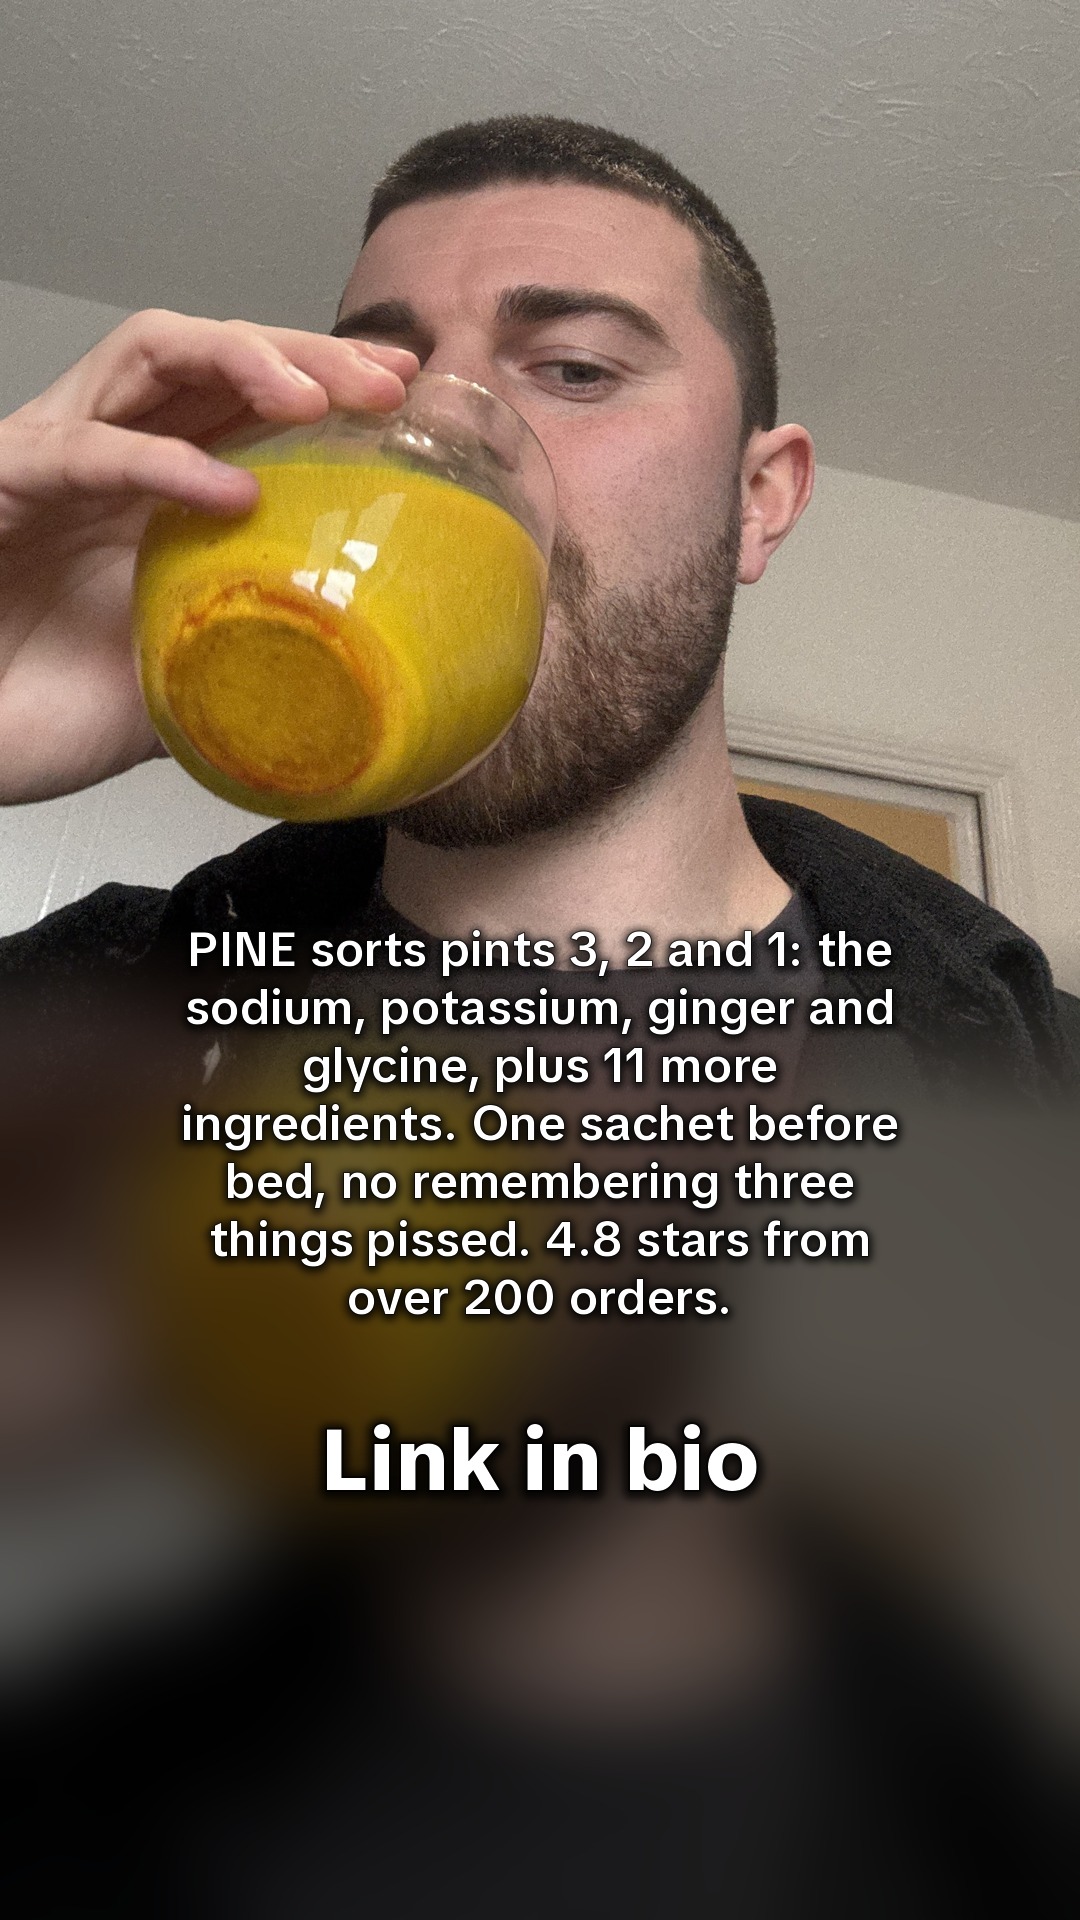 PINE sorts pints 3, 2 and 1: the
sodium, potassium, ginger and
glycine, plus 11 more
ingredients. One sachet before
bed, no remembering three
things pissed. 4.8 stars from
over 200 orders.
Link in bio